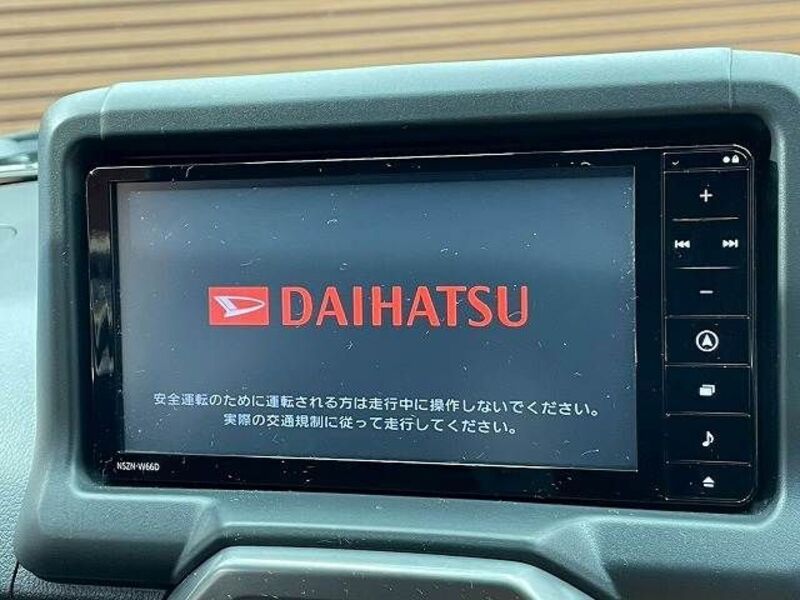 DAIHATSU
安全運転のために運転される方は走行中に操作しないでください。
実際の交通規制に従って走行してください。
NSZN-W66D